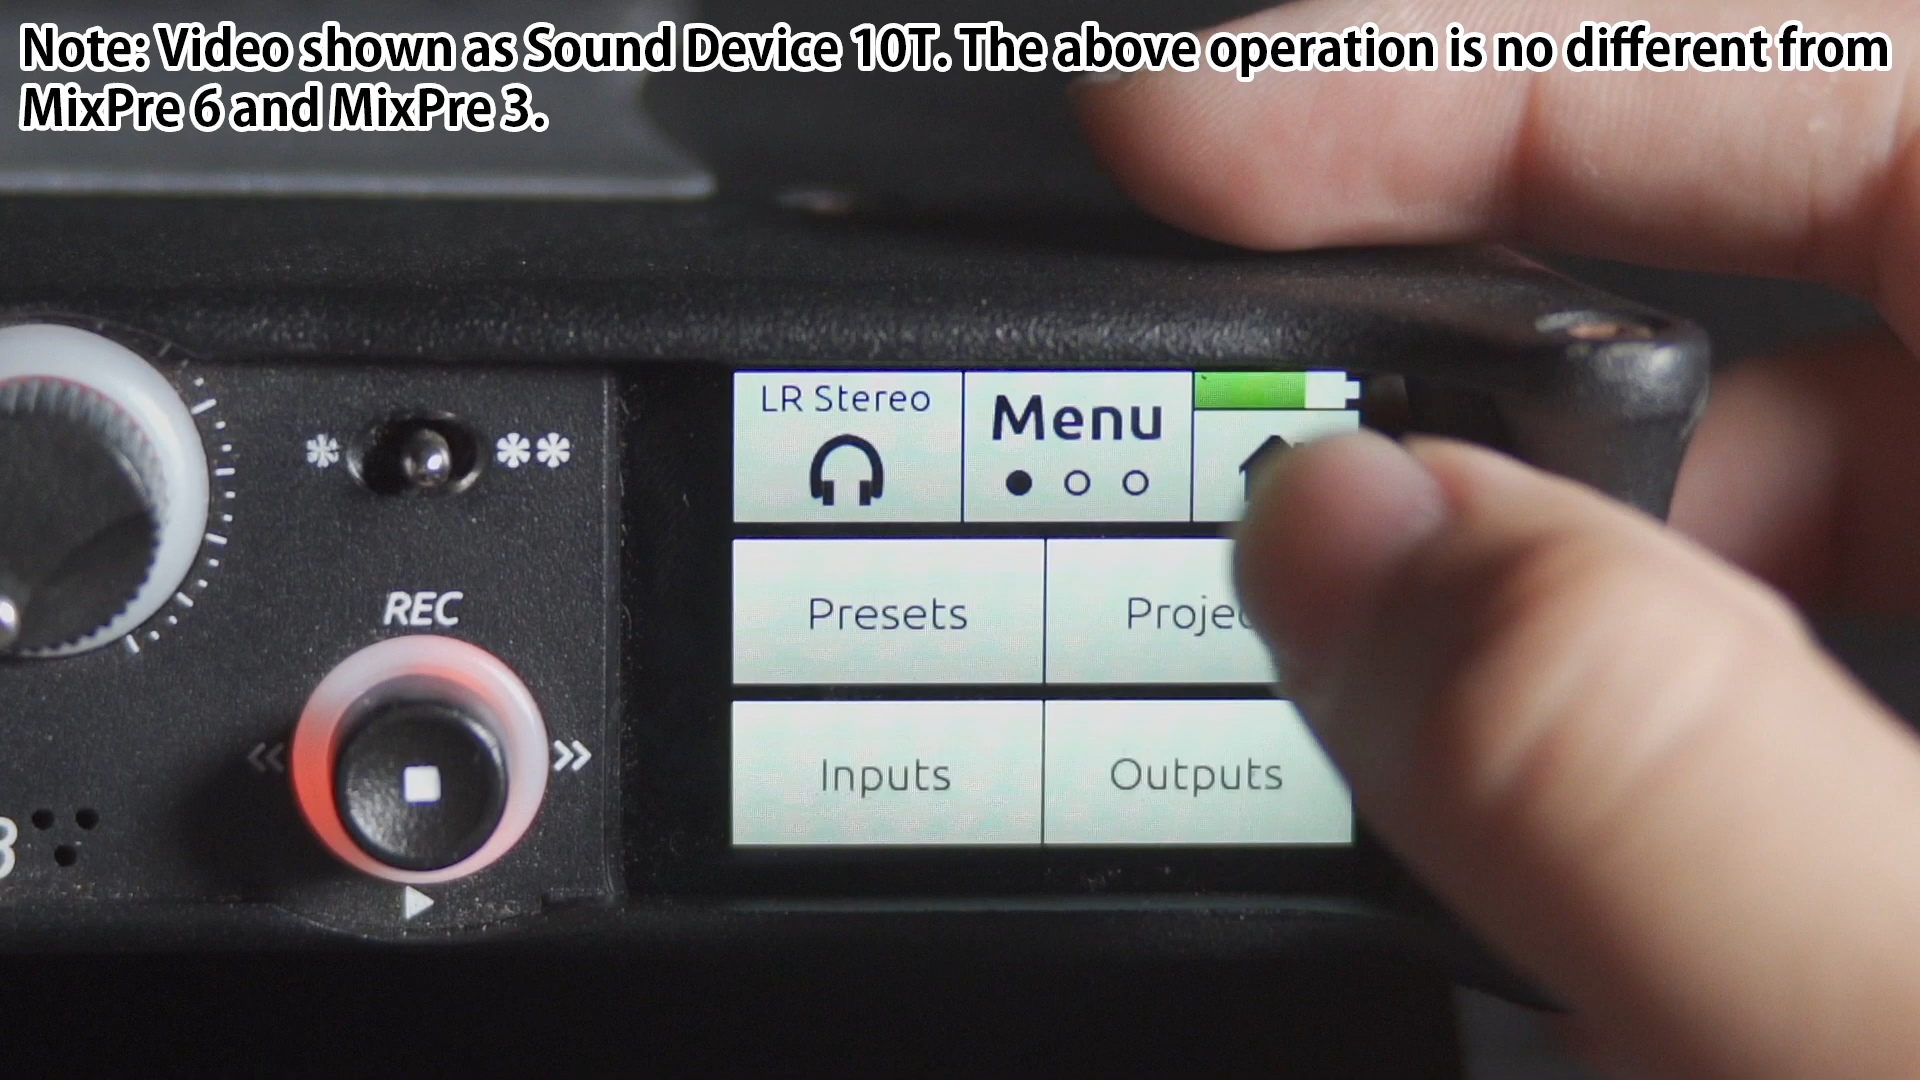 Note: Video shown as Sound Device 10T. The above operation is no different from
MixPre 6 and MixPre 3.
LR Stereo
Menu
Presets
Inputs
Outputs
REC